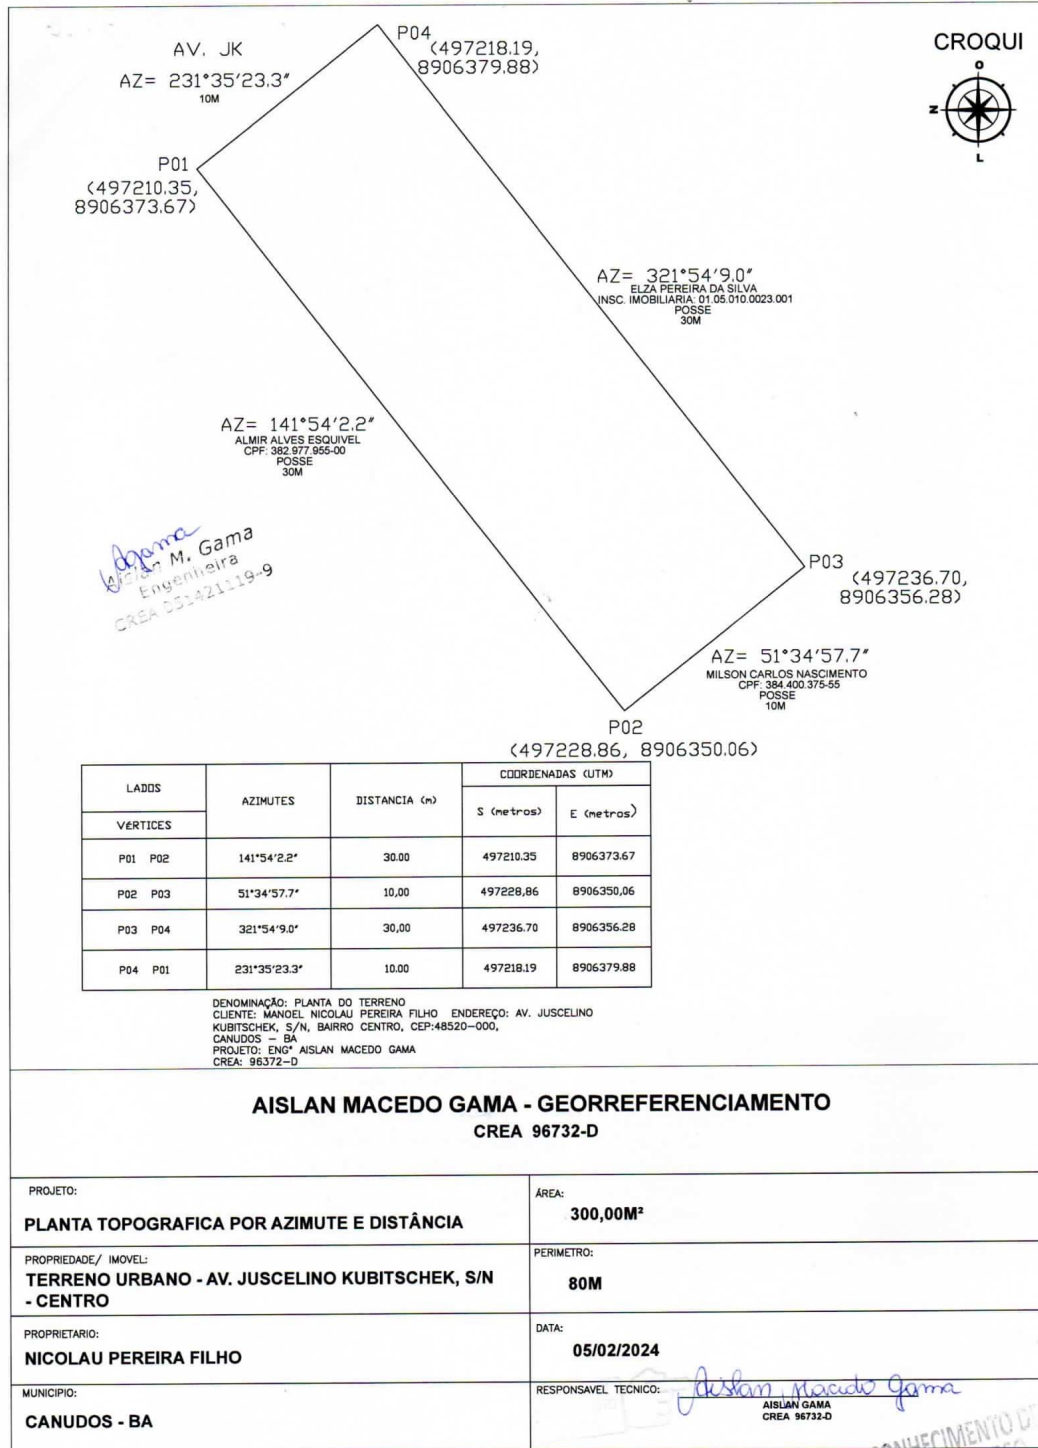 CROQUI
O
N
L
P04
(497218.19,
8906379.88)
AV. JK
AZ= 231°35'23.3"
10M
P01
(497210.35,
8906373.67)
AZ= 321°54'9.0"
ELZA PEREIRA DA SILVA
INSC. IMOBILIARIA: 01.05.010.0023.001
POSSE
30M
AZ= 141°54'2.2"
ALMIR ALVES ESQUIVEL
CPF: 382.977.955-00
POSSE
30M
Agama
Aislan M. Gama
Engenheira
CREA 051421119-9
P03
(497236.70,
8906356.28)
AZ= 51°34'57.7"
MILSON CARLOS NASCIMENTO
CPF: 384.400.375-55
POSSE
10M
P02
(497228.86, 8906350.06)
LADOS AZIMUTES DISTANCIA (m) COORDENADAS (UTM)
VÉRTICES S (metros) E (metros)
P01 P02 141°54'2.2" 30.00 497210.35 8906373.67
P02 P03 51°34'57.7" 10,00 497228,86 8906350,06
P03 P04 321°54'9.0" 30,00 497236.70 8906356.28
P04 P01 231°35'23.3" 10.00 497218.19 8906379.88
DENOMINAÇÃO: PLANTA DO TERRENO
CLIENTE: MANOEL NICOLAU PEREIRA FILHO ENDEREÇO: AV. JUSCELINO
KUBITSCHEK, S/N, BAIRRO CENTRO, CEP:48520-000,
CANUDOS - BA
PROJETO: ENGª AISLAN MACEDO GAMA
CREA: 96372-D
AISLAN MACEDO GAMA - GEORREFERENCIAMENTO
CREA 96732-D
PROJETO:
PLANTA TOPOGRAFICA POR AZIMUTE E DISTÂNCIA
ÁREA:
300,00M²
PROPRIEDADE/ IMOVEL:
TERRENO URBANO - AV. JUSCELINO KUBITSCHEK, S/N
- CENTRO
PERIMETRO:
80M
PROPRIETARIO:
NICOLAU PEREIRA FILHO
DATA:
05/02/2024
MUNICIPIO:
CANUDOS - BA
RESPONSAVEL TECNICO:
Aislan Macedo Gama
AISLAN GAMA
CREA 96732-D